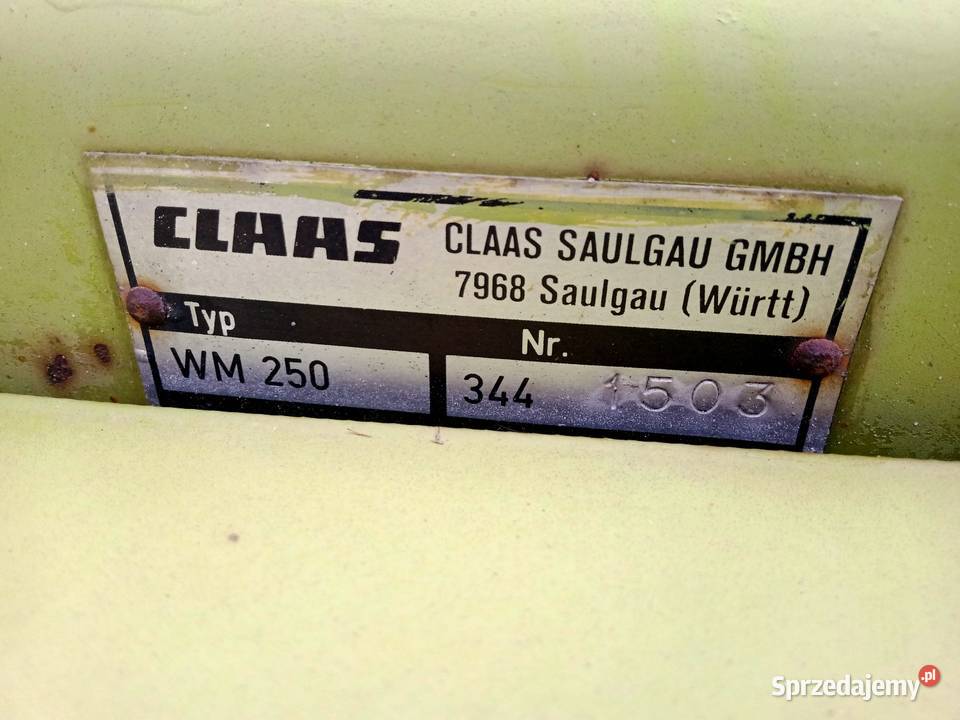 CLAAS
CLAAS SAULGAU GMBH
7968 Saulgau (Württ)
Typ
Nr.
WM 250
344 1503
Sprzedajemy.pl